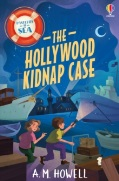 MYSTERIES
AT
SEA
THE
HOLLYWOOD
KIDNAP CASE
A.M. HOWELL